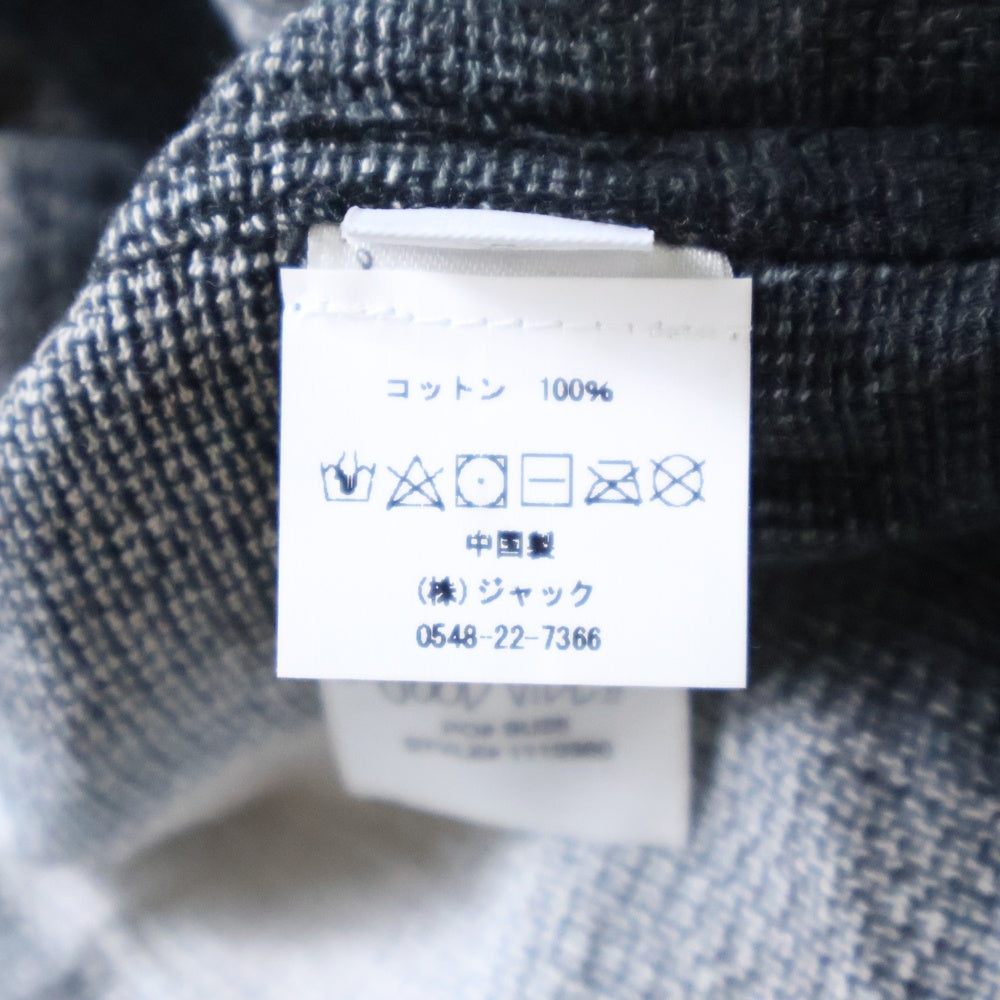 コットン 100%
中国製
(株)ジャック
0548-22-7366